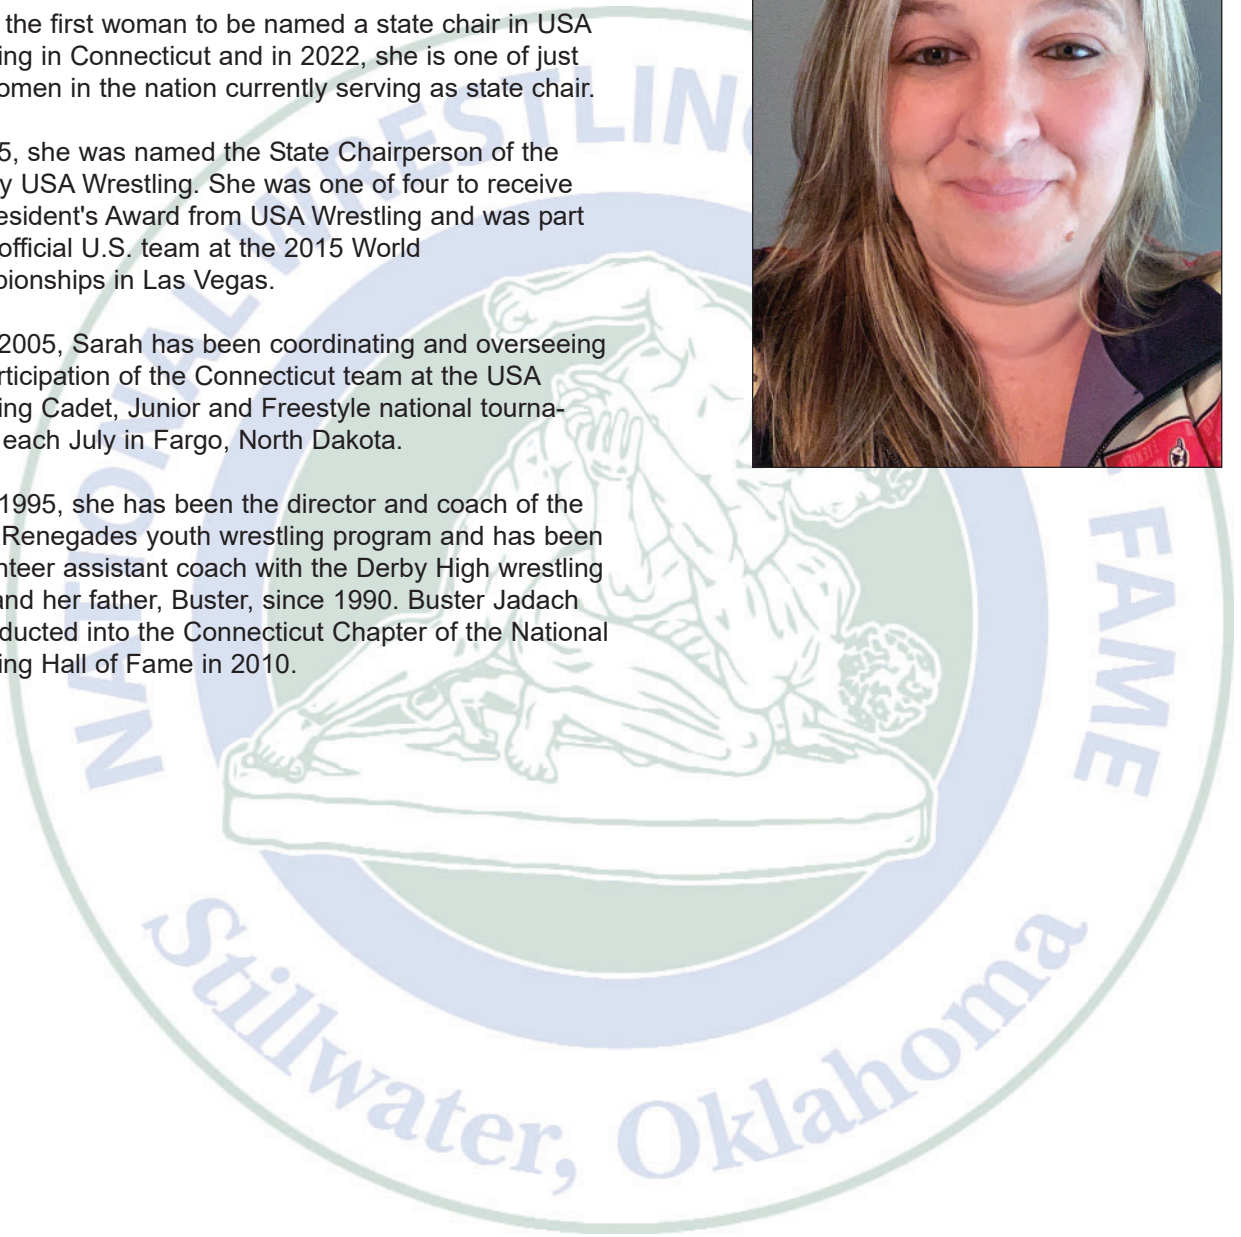 the first woman to be named a state chair in USA
ing in Connecticut and in 2022, she is one of just
omen in the nation currently serving as state chair.
5, she was named the State Chairperson of the
y USA Wrestling. She was one of four to receive
esident's Award from USA Wrestling and was part
official U.S. team at the 2015 World
pionships in Las Vegas.
2005, Sarah has been coordinating and overseeing
rticipation of the Connecticut team at the USA
ing Cadet, Junior and Freestyle national tourna-
each July in Fargo, North Dakota.
1995, she has been the director and coach of the
Renegades youth wrestling program and has been
nteer assistant coach with the Derby High wrestling
and her father, Buster, since 1990. Buster Jadach
ducted into the Connecticut Chapter of the National
ing Hall of Fame in 2010.
NATIONAL WRESTLING
FAME
Stillwater, Oklahoma